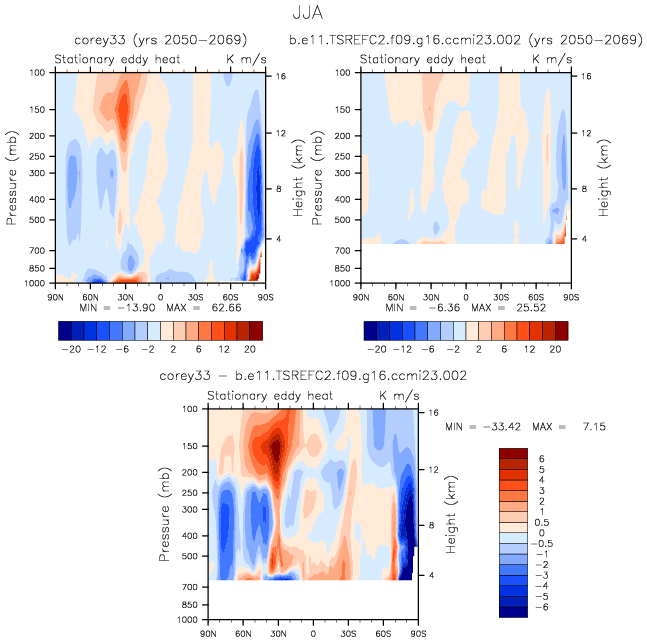 JJA
corey33 (yrs 2050-2069)
b.e11.TSREFC2.f09.g16.ccmi23.002 (yrs 2050-2069)
Stationary eddy heat K m/s
Stationary eddy heat K m/s
Pressure (mb)
100
150
200
250
300
400
500
700
850
1000
16
12
8
4
Height (km)
90N 60N 30N 0 30S 60S 90S
MIN = -13.90 MAX = 62.66
-20 -12 -6 -2 2 6 12 20
Pressure (mb)
100
150
200
250
300
400
500
700
850
1000
16
12
8
4
Height (km)
90N 60N 30N 0 30S 60S 90S
MIN = -6.36 MAX = 25.52
-20 -12 -6 -2 2 6 12 20
corey33 - b.e11.TSREFC2.f09.g16.ccmi23.002
Stationary eddy heat K m/s
Pressure (mb)
100
150
200
250
300
400
500
700
850
1000
16
12
8
4
Height (km)
90N 60N 30N 0 30S 60S 90S
MIN = -33.42 MAX = 7.15
6
5
4
3
2
1
0.5
0
-0.5
-1
-2
-3
-4
-5
-6